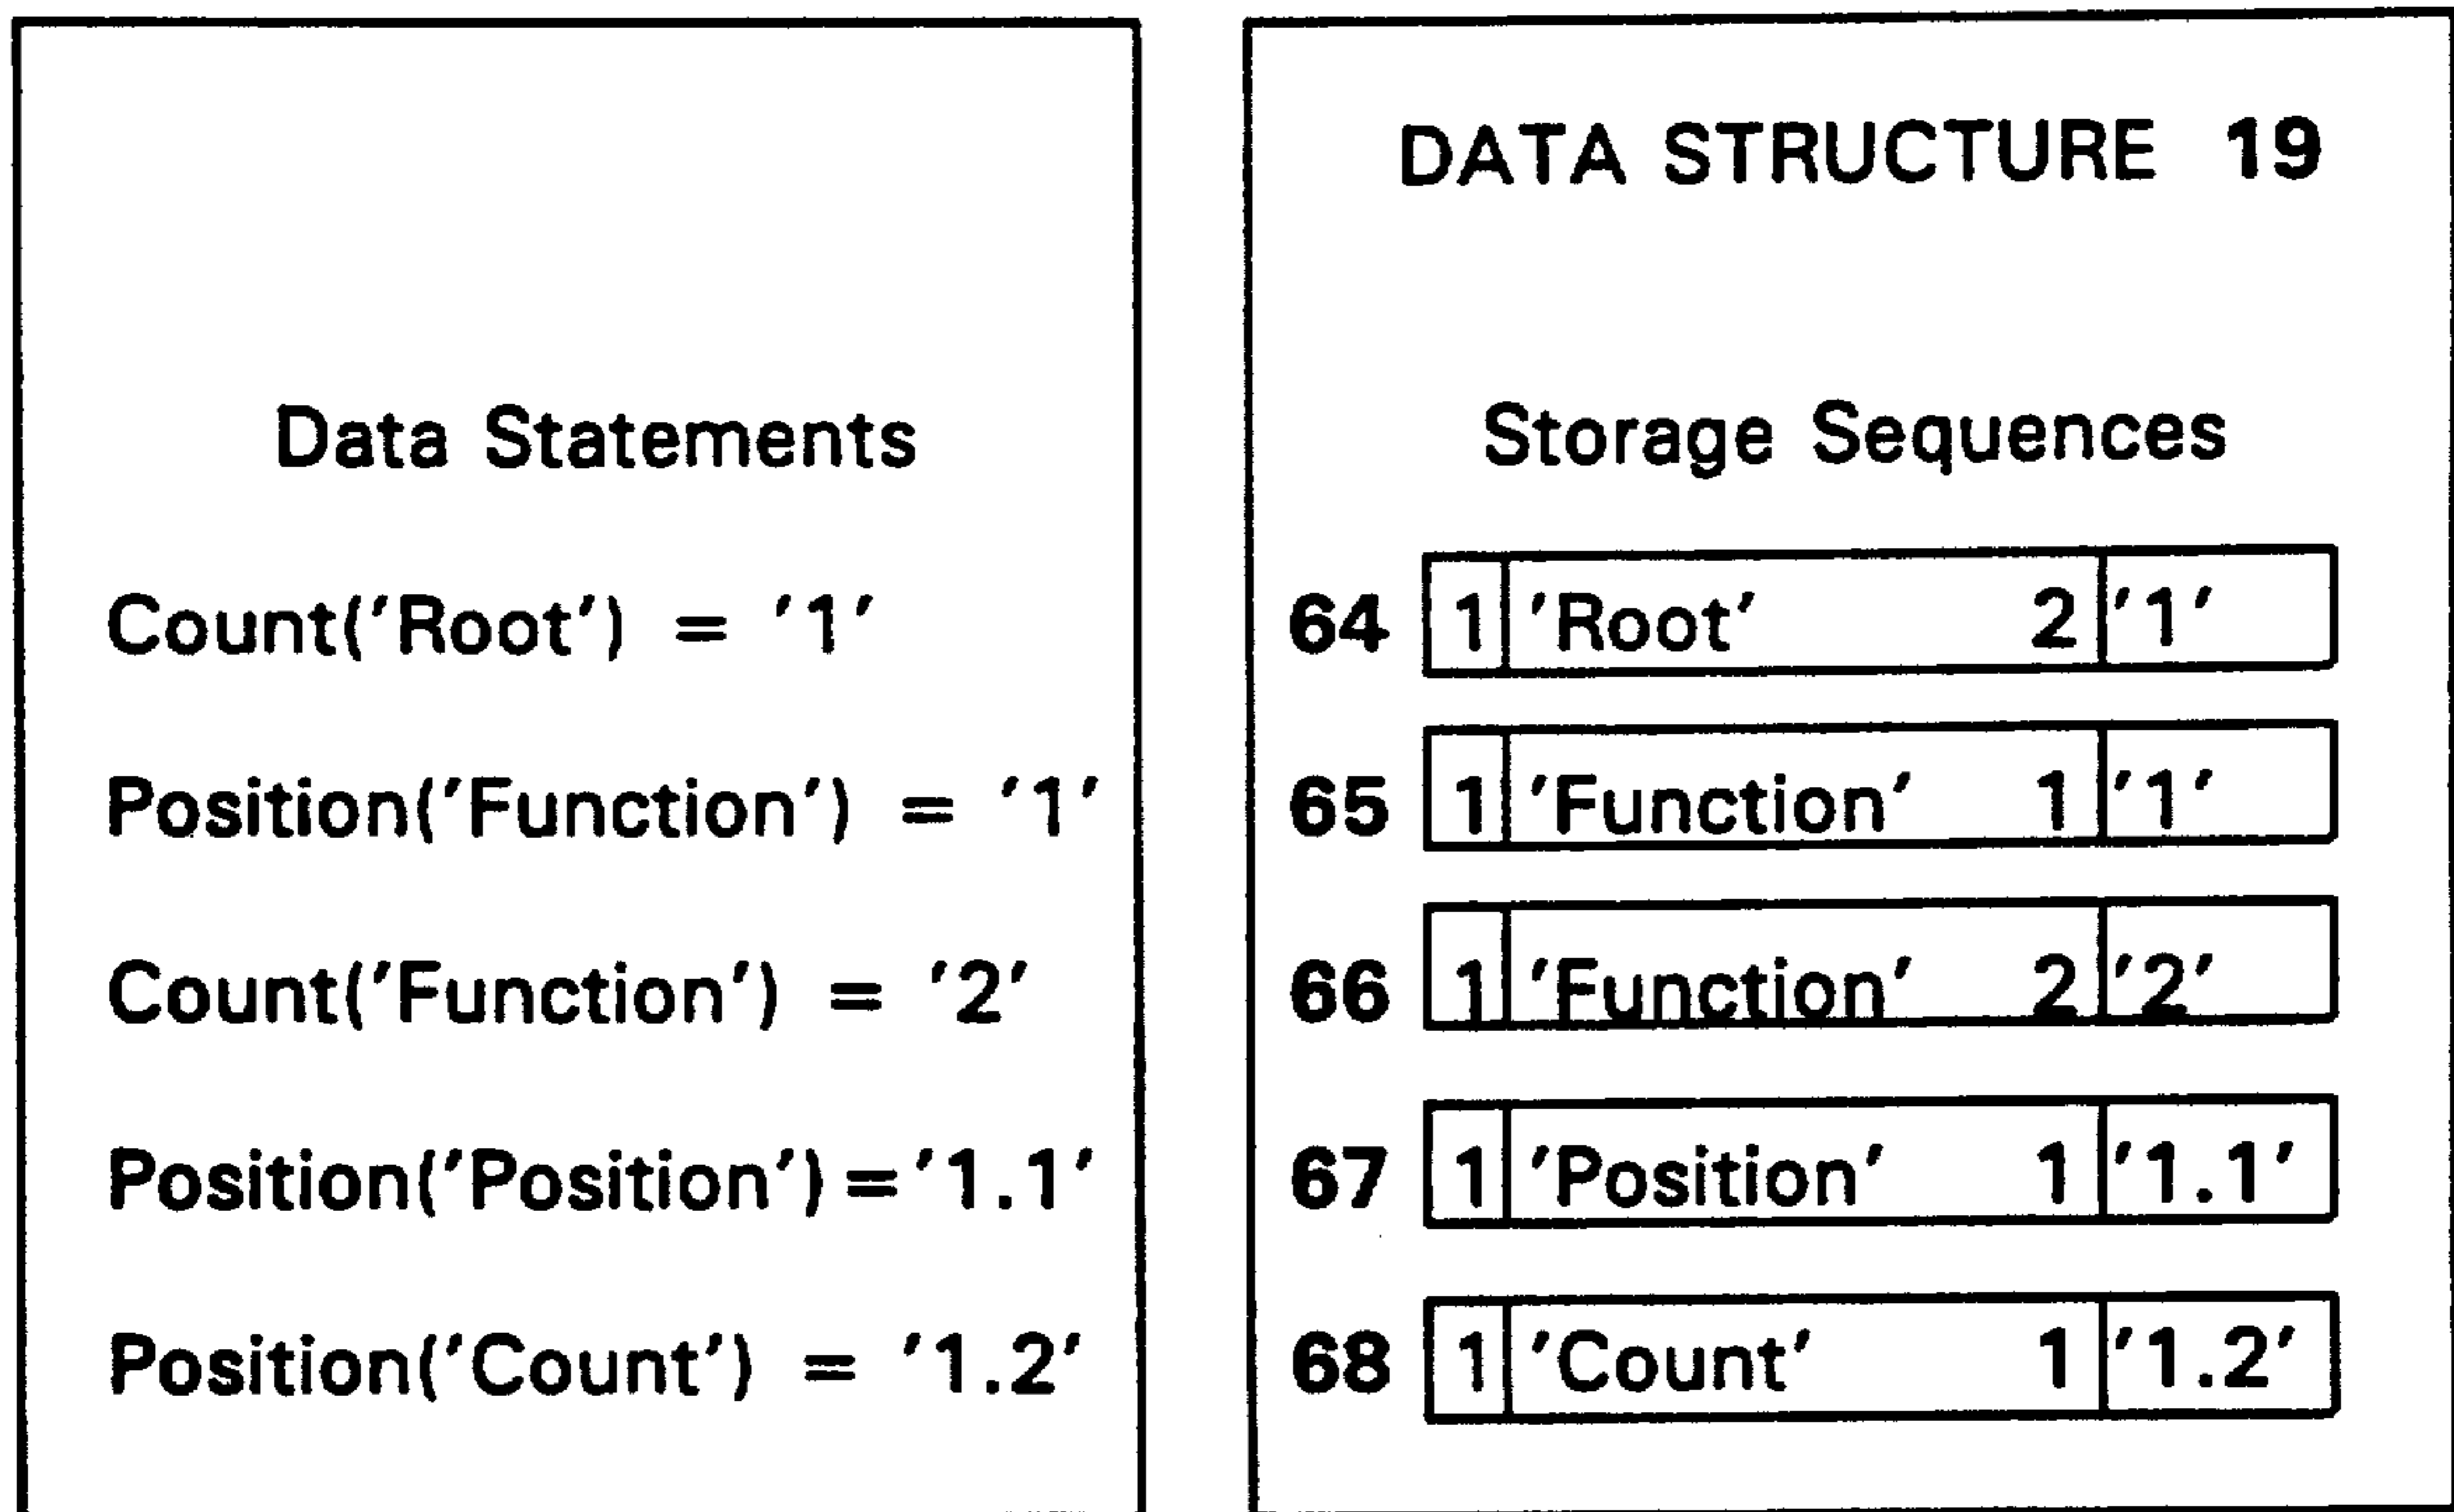 Data Statements
Count('Root') = '1'
Position('Function') = '1'
Count('Function') = '2'
Position('Position')='1.1'
Position('Count') = '1.2'
DATA STRUCTURE 19
Storage Sequences
64 1 'Root' 2 '1'
65 1 'Function' 1 '1'
66 1 'Function' 2 '2'
67 1 'Position' 1 '1.1'
68 1 'Count' 1 '1.2'